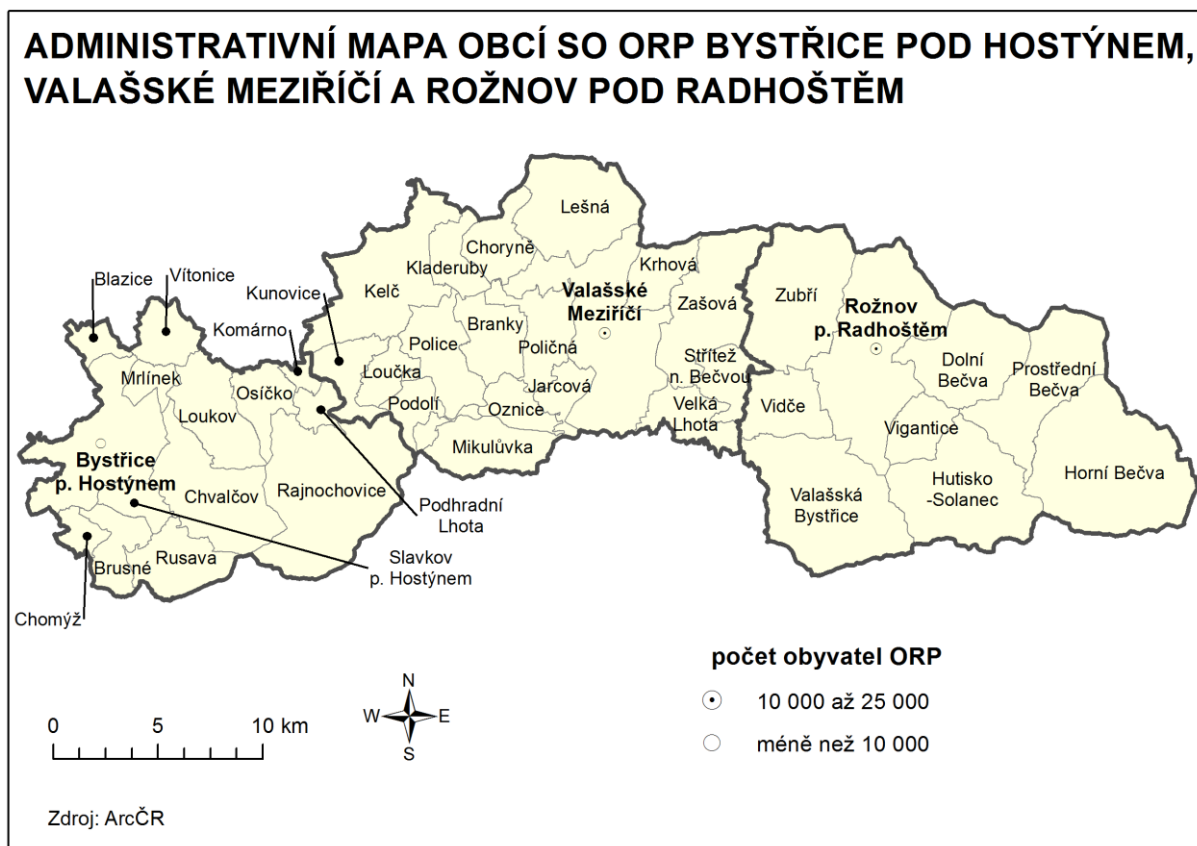 ADMINISTRATIVNÍ MAPA OBCÍ SO ORP BYSTŘICE POD HOSTÝNEM,
VALAŠSKÉ MEZIŘÍČÍ A ROŽNOV POD RADHOŠTĚM
Lešná
Choryně
Kladeruby
Krhová
Blazice
Vítonice
Kunovice
Kelč
Valašské
Meziříčí
Zašová
Zubří
Rožnov
p. Radhoštěm
Komárno
Branky
Police
Poličná
Mrlínek
Osíčko
Loučka
Střítež
n. Bečvou
Dolní
Bečva
Prostřední
Bečva
Jarcová
Loukov
Podolí
Oznice
Velká
Lhota
Vidče
Vigantice
Mikulůvka
Bystřice
p. Hostýnem
Chvalčov
Rajnochovice
Valašská
Bystřice
Hutisko
-Solanec
Horní Bečva
Podhradní
Lhota
Brusné
Rusava
Slavkov
p. Hostýnem
Chomýž
počet obyvatel ORP
10 000 až 25 000
méně než 10 000
0 5 10 km
N
W E
S
Zdroj: ArcČR